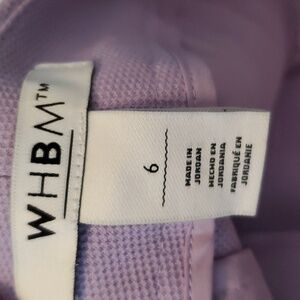 WHBM™
6
MADE IN
JORDAN
HECHO EN
JORDANIA
FABRIQUÉ EN
JORDANIE